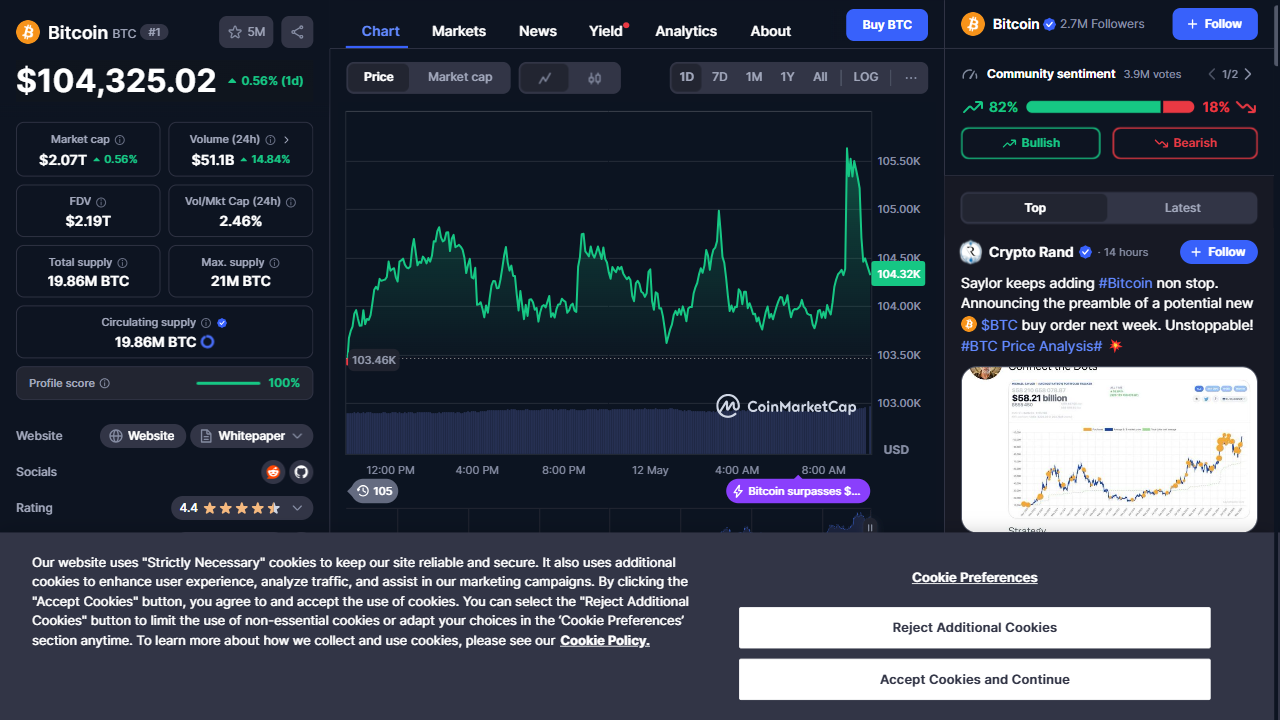 Bitcoin BTC #1
5M
$104,325.02 0.56% (1d)
Market cap
$2.07T 0.56%
Volume (24h)
$51.1B 14.84%
FDV
$2.19T
Vol/Mkt Cap (24h)
2.46%
Total supply
19.86M BTC
Max. supply
21M BTC
Circulating supply
19.86M BTC
Profile score 100%
Website Website Whitepaper
Socials
Rating 4.4
Chart Markets News Yield Analytics About
Buy BTC
Price Market cap
1D 7D 1M 1Y All LOG ...
105.50K
105.00K
104.50K
104.32K
104.00K
103.50K
103.46K
103.00K
CoinMarketCap
USD
12:00 PM 4:00 PM 8:00 PM 12 May 4:00 AM 8:00 AM
105
Bitcoin surpasses $...
Bitcoin 2.7M Followers
+ Follow
Community sentiment 3.9M votes 1/2
82% 18%
Bullish Bearish
Top Latest
Crypto Rand · 14 hours
+ Follow
Saylor keeps adding #Bitcoin non stop.
Announcing the preamble of a potential new
$BTC buy order next week. Unstoppable!
#BTC Price Analysis#
Connect the Dots
$58.21 billion
Strategy
Our website uses "Strictly Necessary" cookies to keep our site reliable and secure. It also uses additional
cookies to enhance user experience, analyze traffic, and assist in our marketing campaigns. By clicking the
"Accept Cookies" button, you agree to and accept the use of cookies. You can select the "Reject Additional
Cookies" button to limit the use of non-essential cookies or adapt your choices in the ‘Cookie Preferences’
section anytime. To learn more about how we collect and use cookies, please see our Cookie Policy.
Cookie Preferences
Reject Additional Cookies
Accept Cookies and Continue